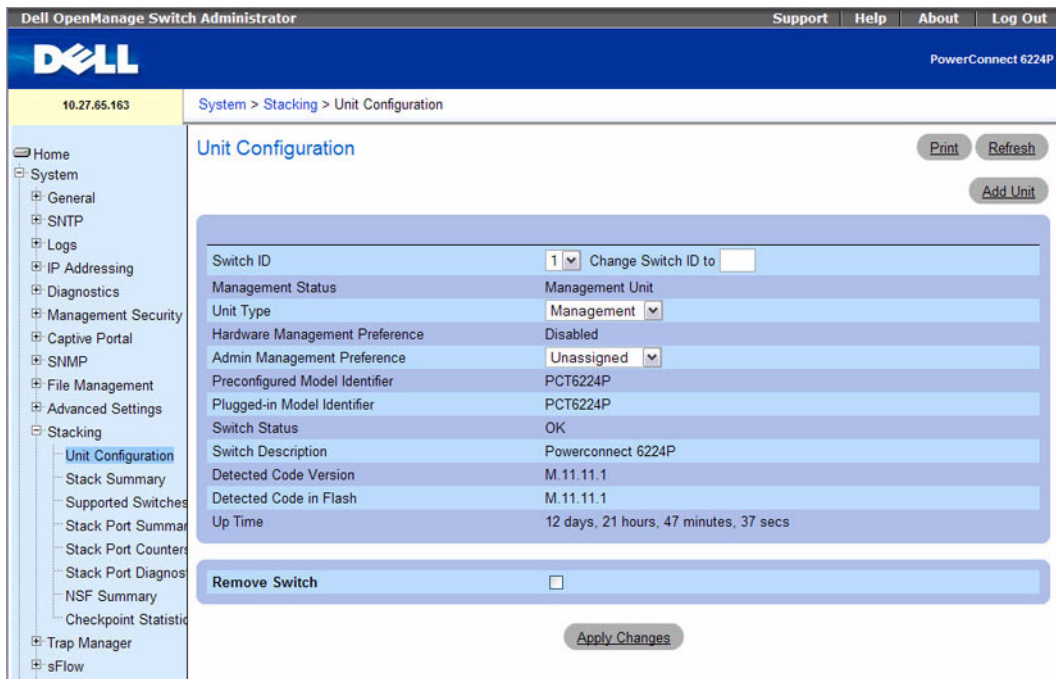 Dell OpenManage Switch Administrator Support Help About Log Out
DELL
PowerConnect 6224P
10.27.65.163
System > Stacking > Unit Configuration
Home
System
General
SNTP
Logs
IP Addressing
Diagnostics
Management Security
Captive Portal
SNMP
File Management
Advanced Settings
Stacking
Unit Configuration
Stack Summary
Supported Switches
Stack Port Summar
Stack Port Counters
Stack Port Diagnos
NSF Summary
Checkpoint Statistic
Trap Manager
sFlow
Unit Configuration
Print Refresh
Add Unit
Switch ID 1 Change Switch ID to
Management Status Management Unit
Unit Type Management
Hardware Management Preference Disabled
Admin Management Preference Unassigned
Preconfigured Model Identifier PCT6224P
Plugged-in Model Identifier PCT6224P
Switch Status OK
Switch Description Powerconnect 6224P
Detected Code Version M.11.11.1
Detected Code in Flash M.11.11.1
Up Time 12 days, 21 hours, 47 minutes, 37 secs
Remove Switch
Apply Changes